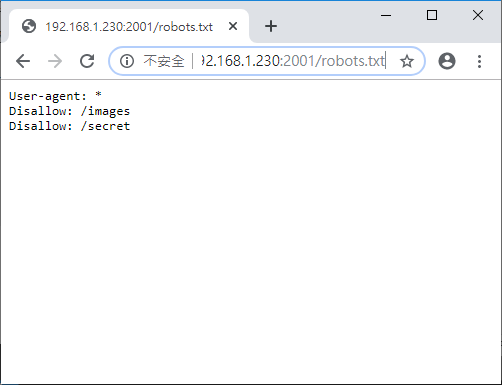 192.168.1.230:2001/robots.txt
不安全 2.168.1.230:2001/robots.txt
User-agent: *
Disallow: /images
Disallow: /secret